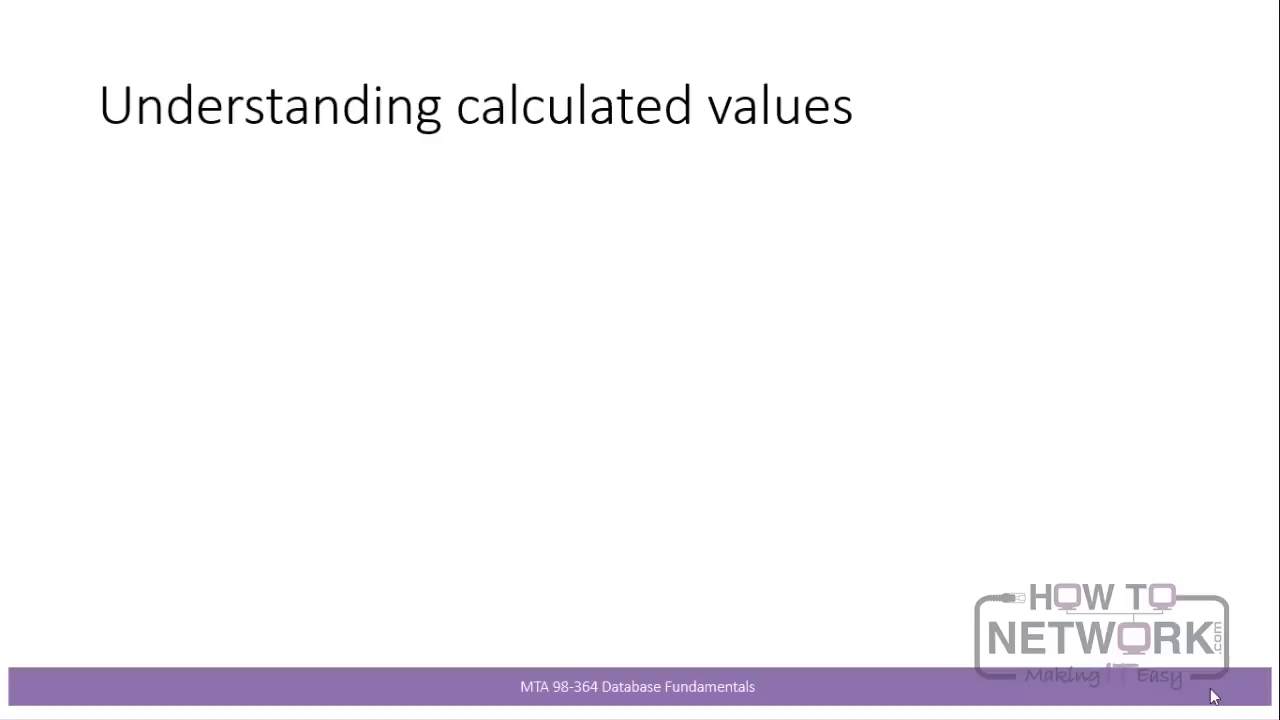 Understanding calculated values
HOW TO
NETWORK.com
Making IT Easy
MTA 98-364 Database Fundamentals